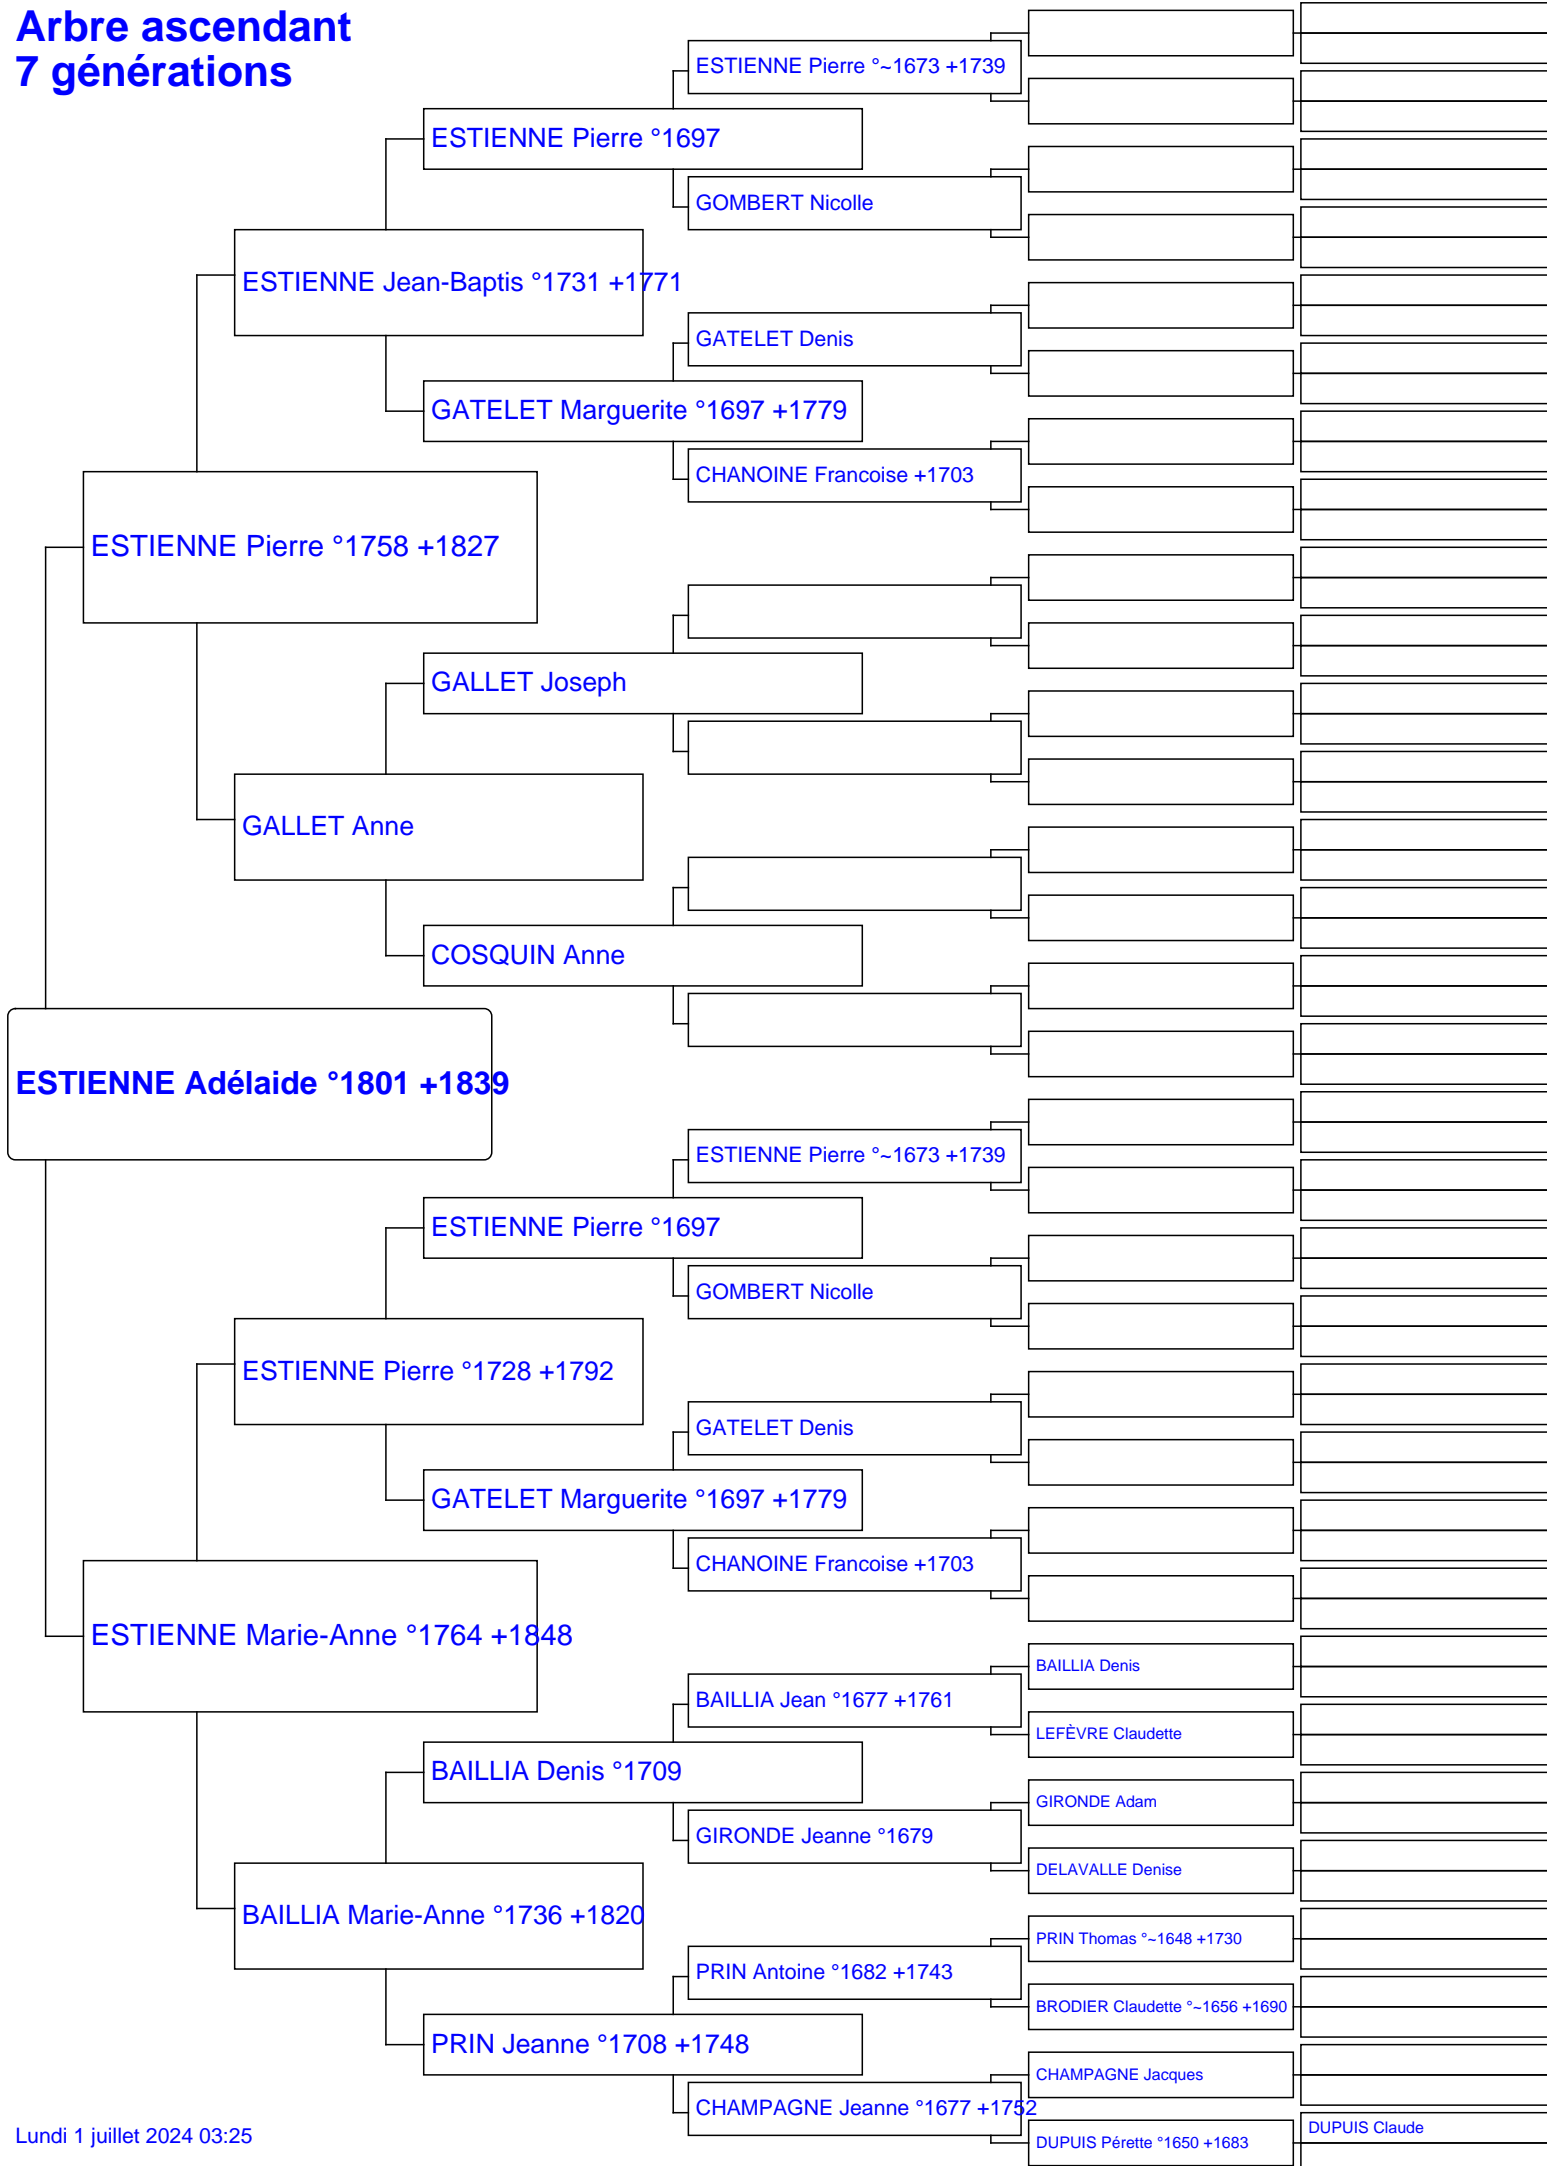 Arbre ascendant
7 générations
ESTIENNE Pierre °~1673 +1739
ESTIENNE Pierre °1697
GOMBERT Nicolle
ESTIENNE Jean-Baptis °1731 +1771
GATELET Denis
GATELET Marguerite °1697 +1779
CHANOINE Francoise +1703
ESTIENNE Pierre °1758 +1827
GALLET Joseph
GALLET Anne
COSQUIN Anne
ESTIENNE Adélaide °1801 +1839
ESTIENNE Pierre °~1673 +1739
ESTIENNE Pierre °1697
GOMBERT Nicolle
ESTIENNE Pierre °1728 +1792
GATELET Denis
GATELET Marguerite °1697 +1779
CHANOINE Francoise +1703
ESTIENNE Marie-Anne °1764 +1848
BAILLIA Denis
BAILLIA Jean °1677 +1761
LEFÈVRE Claudette
BAILLIA Denis °1709
GIRONDE Adam
GIRONDE Jeanne °1679
DELAVALLE Denise
BAILLIA Marie-Anne °1736 +1820
PRIN Thomas °~1648 +1730
PRIN Antoine °1682 +1743
BRODIER Claudette °~1656 +1690
PRIN Jeanne °1708 +1748
CHAMPAGNE Jacques
CHAMPAGNE Jeanne °1677 +1752
DUPUIS Claude
DUPUIS Pérette °1650 +1683
Lundi 1 juillet 2024 03:25